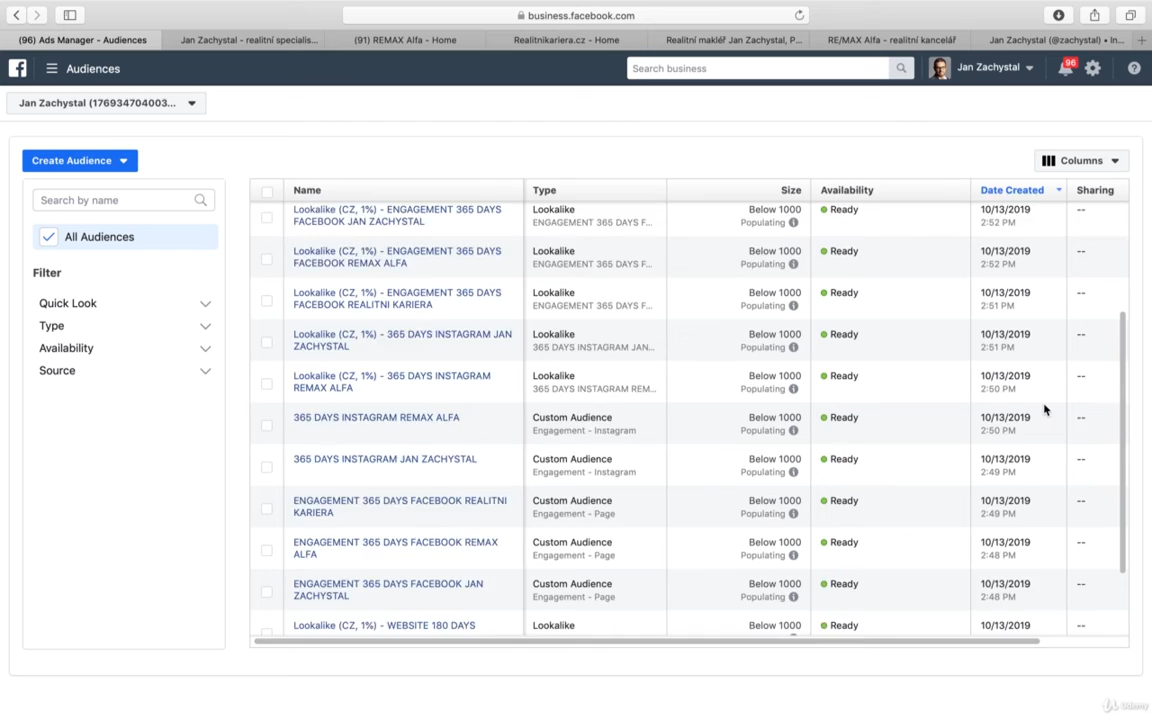 business.facebook.com
(96) Ads Manager - Audiences
Jan Zachystal - realitní specialis...
(91) REMAX Alfa - Home
Realitnikariera.cz - Home
Realitní makléř Jan Zachystal, P...
RE/MAX Alfa - realitní kancelář
Jan Zachystal (@zachystal) • In...
Audiences
Search business
Jan Zachystal
96
Jan Zachystal (176934704003...
Create Audience
Columns
Search by name
All Audiences
Filter
Quick Look
Type
Availability
Source
Name Type Size Availability Date Created Sharing
Lookalike (CZ, 1%) - ENGAGEMENT 365 DAYS Lookalike Below 1000 Ready 10/13/2019 --
FACEBOOK JAN ZACHYSTAL ENGAGEMENT 365 DAYS F... Populating 2:52 PM
Lookalike (CZ, 1%) - ENGAGEMENT 365 DAYS Lookalike Below 1000 Ready 10/13/2019 --
FACEBOOK REMAX ALFA ENGAGEMENT 365 DAYS F... Populating 2:52 PM
Lookalike (CZ, 1%) - ENGAGEMENT 365 DAYS Lookalike Below 1000 Ready 10/13/2019 --
FACEBOOK REALITNI KARIERA ENGAGEMENT 365 DAYS F... Populating 2:51 PM
Lookalike (CZ, 1%) - 365 DAYS INSTAGRAM JAN Lookalike Below 1000 Ready 10/13/2019 --
ZACHYSTAL 365 DAYS INSTAGRAM JAN... Populating 2:51 PM
Lookalike (CZ, 1%) - 365 DAYS INSTAGRAM Lookalike Below 1000 Ready 10/13/2019 --
REMAX ALFA 365 DAYS INSTAGRAM REM... Populating 2:50 PM
365 DAYS INSTAGRAM REMAX ALFA Custom Audience Below 1000 Ready 10/13/2019 --
Engagement - Instagram Populating 2:50 PM
365 DAYS INSTAGRAM JAN ZACHYSTAL Custom Audience Below 1000 Ready 10/13/2019 --
Engagement - Instagram Populating 2:49 PM
ENGAGEMENT 365 DAYS FACEBOOK REALITNI Custom Audience Below 1000 Ready 10/13/2019 --
KARIERA Engagement - Page Populating 2:49 PM
ENGAGEMENT 365 DAYS FACEBOOK REMAX Custom Audience Below 1000 Ready 10/13/2019 --
ALFA Engagement - Page Populating 2:48 PM
ENGAGEMENT 365 DAYS FACEBOOK JAN Custom Audience Below 1000 Ready 10/13/2019 --
ZACHYSTAL Engagement - Page Populating 2:48 PM
Lookalike (CZ, 1%) - WEBSITE 180 DAYS Lookalike Below 1000 Ready 10/13/2019 --
Udemy